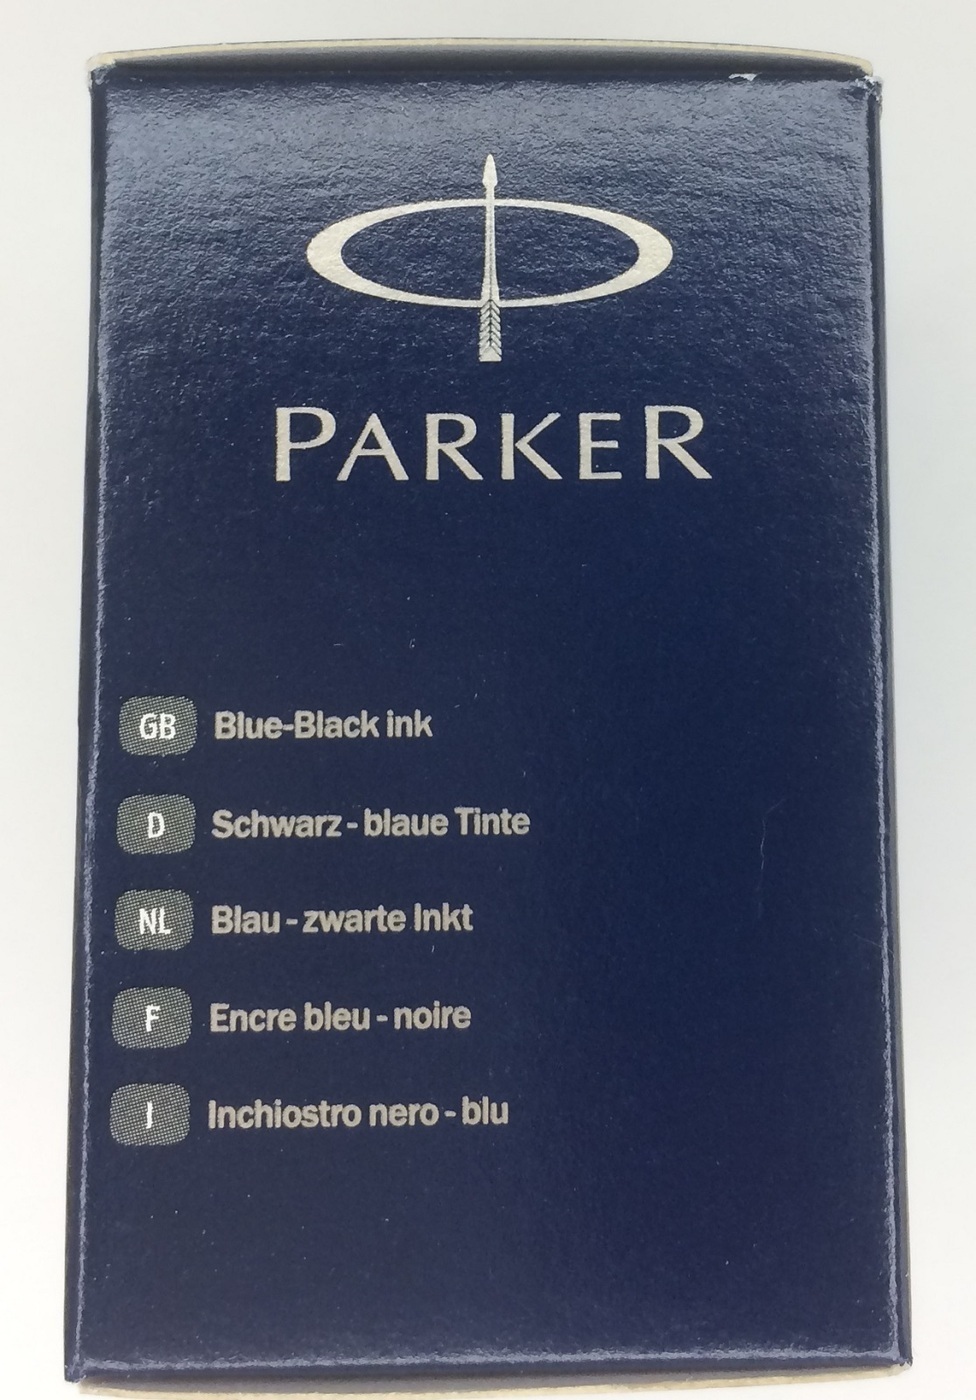 PARKER
GB Blue-Black ink
D Schwarz - blaue Tinte
NL Blau - zwarte Inkt
F Encre bleu - noire
I Inchiostro nero - blu